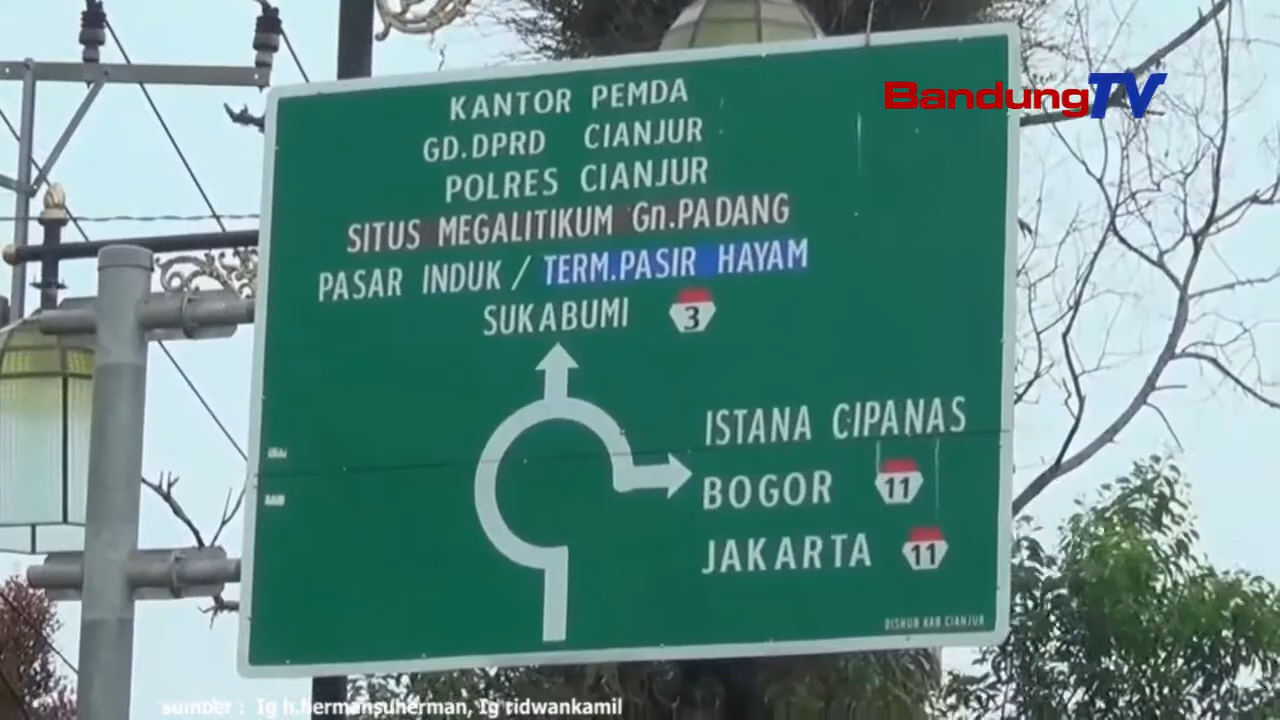 BandungTV
KANTOR PEMDA
GD.DPRD CIANJUR
POLRES CIANJUR
SITUS MEGALITIKUM Gn.PADANG
PASAR INDUK / TERM.PASIR HAYAM
SUKABUMI 3
ISTANA CIPANAS
BOGOR 11
JAKARTA 11
DISHUB KAB CIANJUR
sumber : Ig h.hermansuherman, Ig ridwankamil